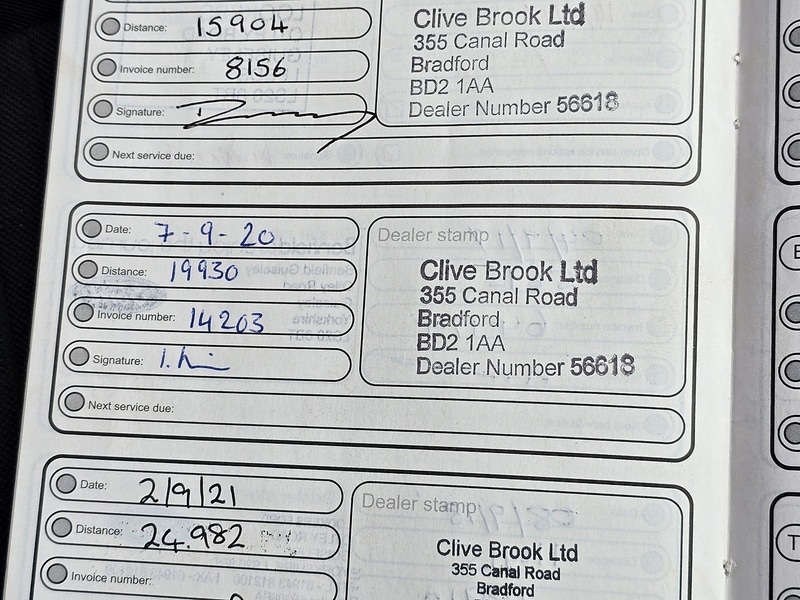 Distance: 15904
Invoice number: 8156
Signature:
Next service due:
Clive Brook Ltd
355 Canal Road
Bradford
BD2 1AA
Dealer Number 56618
Date: 7-9-20
Distance: 19930
Invoice number: 14203
Signature:
Next service due:
Dealer stamp
Clive Brook Ltd
355 Canal Road
Bradford
BD2 1AA
Dealer Number 56618
Date: 2/9/21
Distance: 24.982
Invoice number:
Dealer stamp
Clive Brook Ltd
355 Canal Road
Bradford